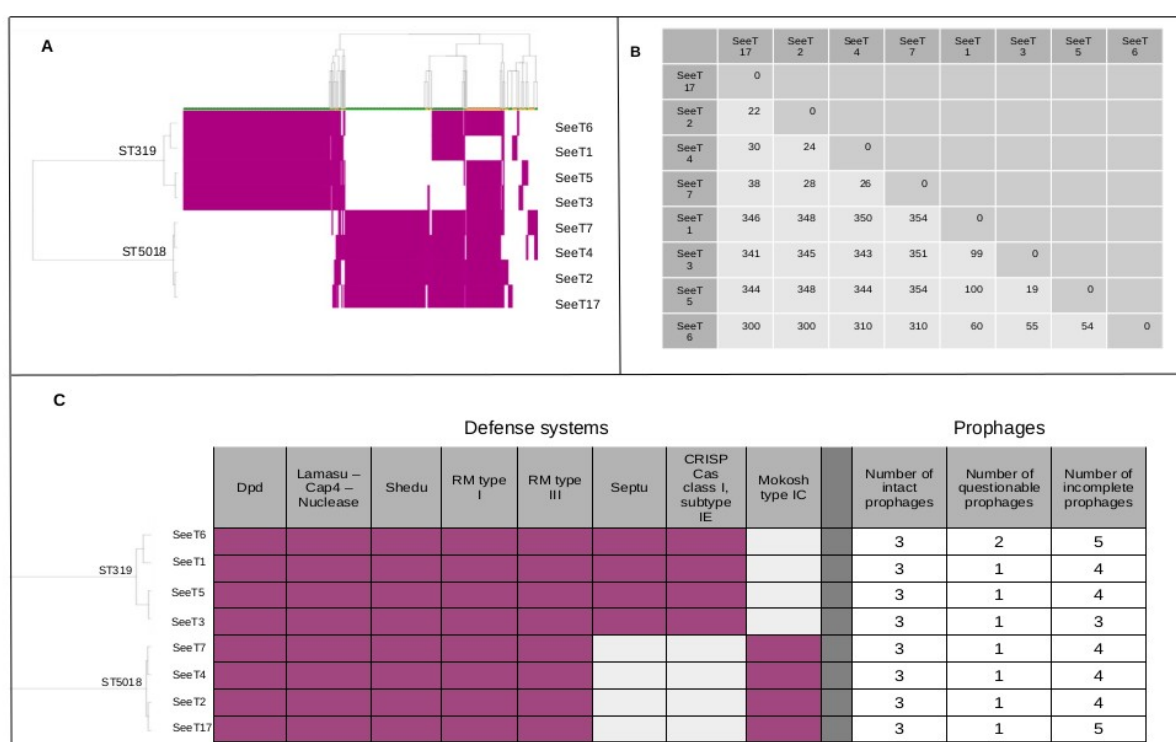 A
ST319
ST5018
SeeT6
SeeT1
SeeT5
SeeT3
SeeT7
SeeT4
SeeT2
SeeT17
B
SeeT 17 SeeT 2 SeeT 4 SeeT 7 SeeT 1 SeeT 3 SeeT 5 SeeT 6
SeeT 17 0
SeeT 2 22 0
SeeT 4 30 24 0
SeeT 7 38 28 26 0
SeeT 1 346 348 350 354 0
SeeT 3 341 345 343 351 99 0
SeeT 5 344 348 344 354 100 19 0
SeeT 6 300 300 310 310 60 55 54 0
C
Defense systems Prophages
Dpd Lamasu – Cap4 – Nuclease Shedu RM type I RM type III Septu CRISP Cas class I, subtype IE Mokosh type IC Number of intact prophages Number of questionable prophages Number of incomplete prophages
ST319
ST5018
SeeT6 3 2 5
SeeT1 3 1 4
SeeT5 3 1 4
SeeT3 3 1 3
SeeT7 3 1 4
SeeT4 3 1 4
SeeT2 3 1 4
SeeT17 3 1 5